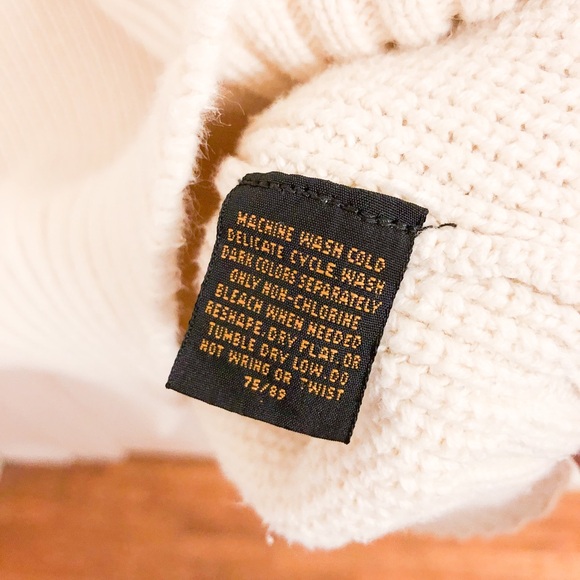 MACHINE WASH COLD
DELICATE CYCLE WASH
DARK COLORS SEPARATELY
ONLY NON-CHLORINE
BLEACH WHEN NEEDED
RESHAPE, DRY FLAT, OR
TUMBLE DRY LOW, DO
NOT WRING OR TWIST
75/89